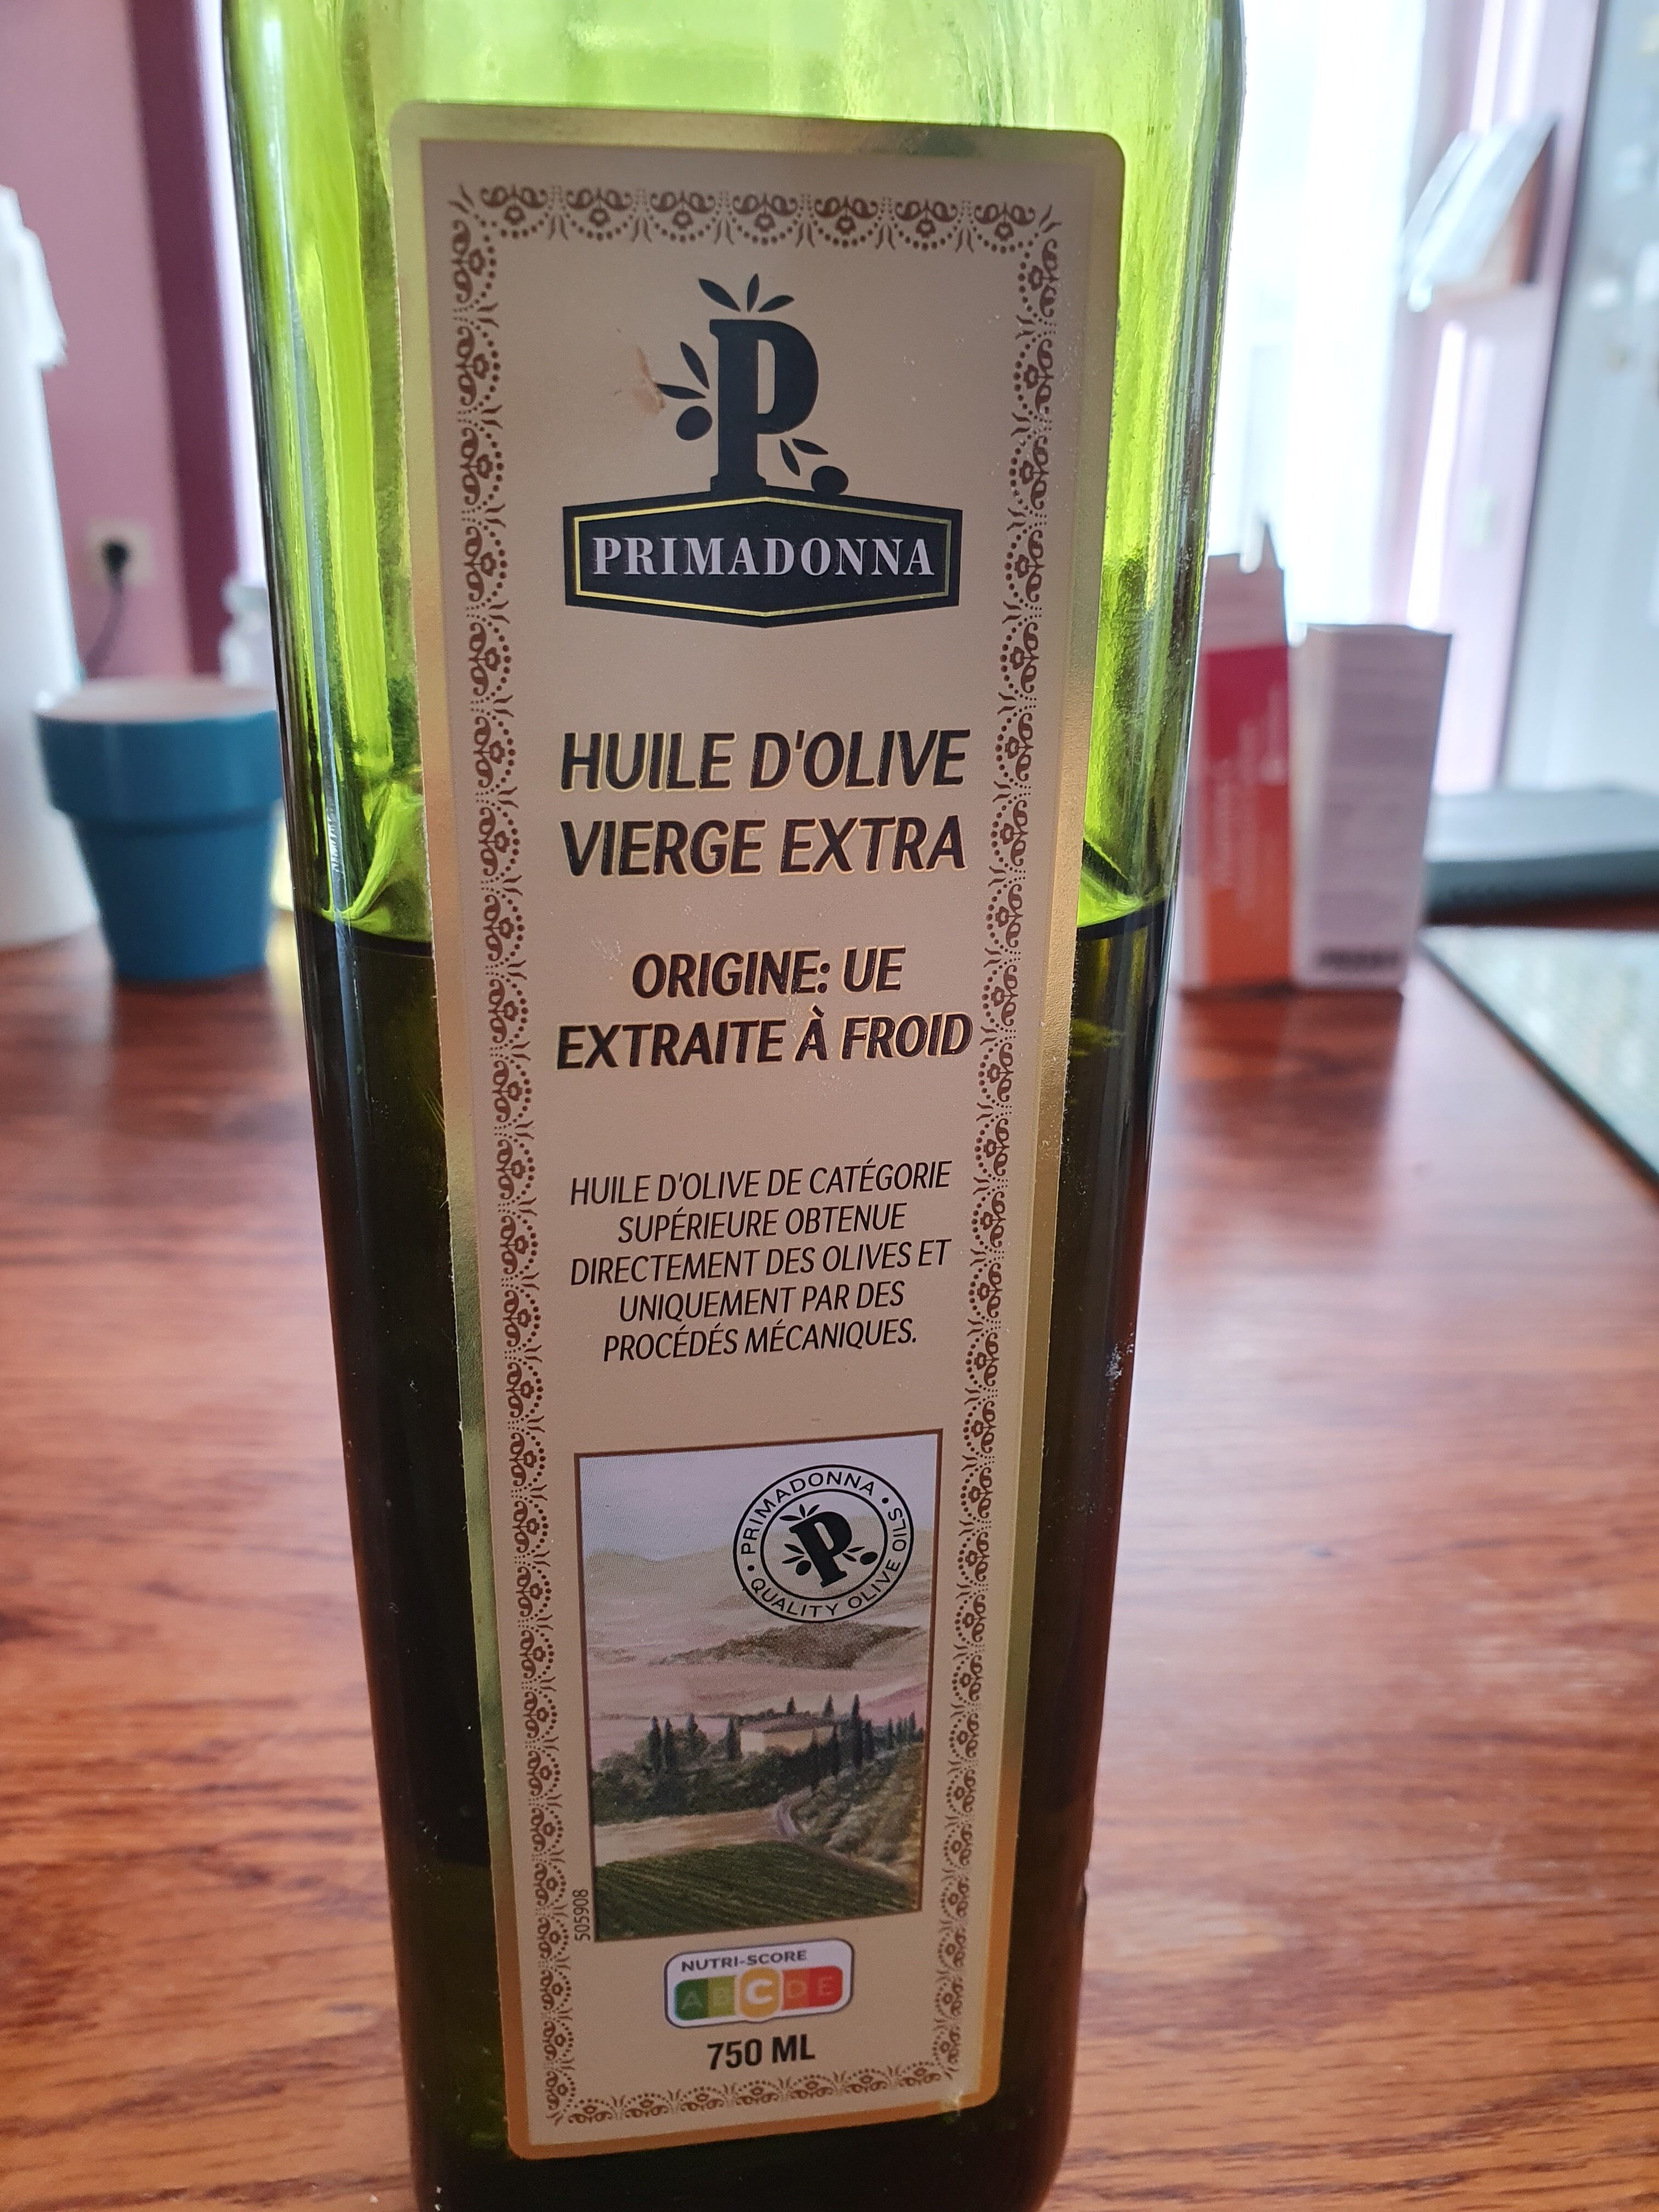 P
PRIMADONNA
HUILE D'OLIVE
VIERGE EXTRA
ORIGINE: UE
EXTRAITE À FROID
HUILE D'OLIVE DE CATÉGORIE
SUPÉRIEURE OBTENUE
DIRECTEMENT DES OLIVES ET
UNIQUEMENT PAR DES
PROCÉDÉS MÉCANIQUES.
• PRIMADONNA • QUALITY OLIVE OILS
P
505908
NUTRI-SCORE
A B C D E
750 ML